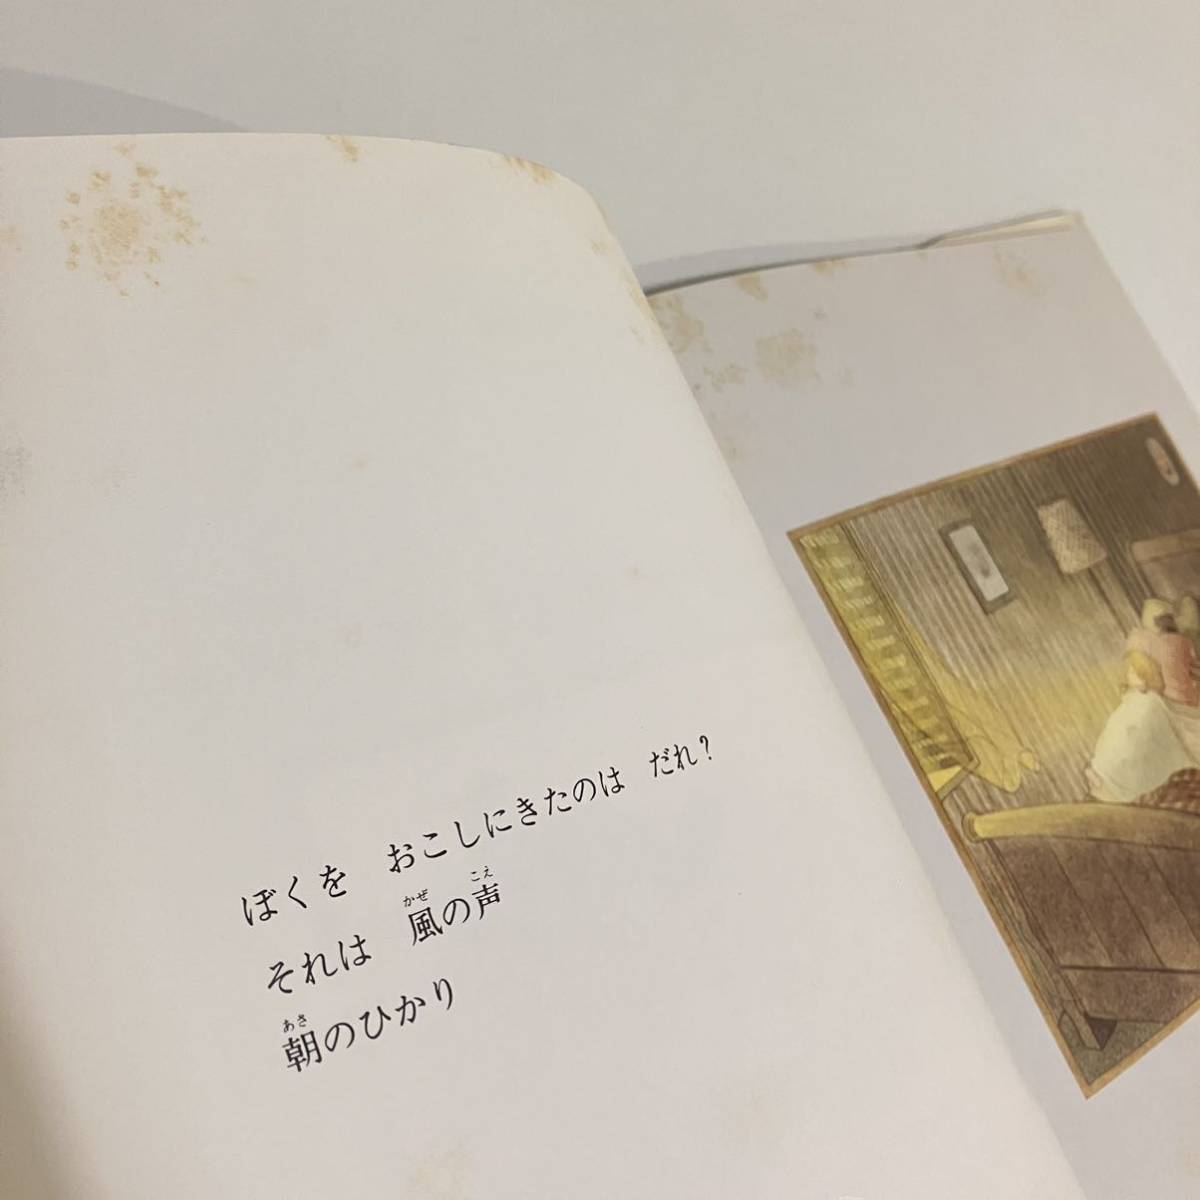 ぼくを　おこしにきたのは　だれ？
それは　風の声
朝のひかり